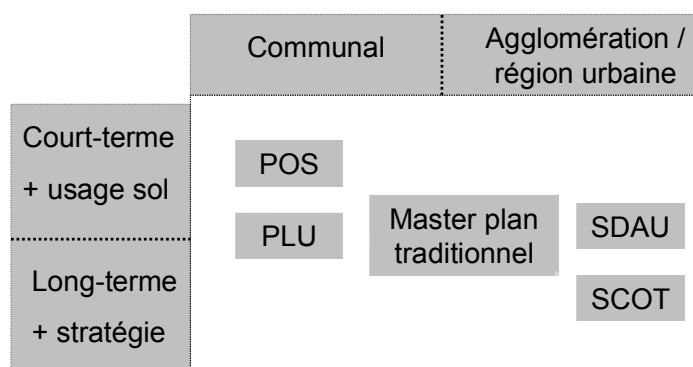 Communal
Agglomération /
région urbaine
Court-terme
+ usage sol
POS
PLU
Master plan
traditionnel
SDAU
Long-terme
+ stratégie
SCOT